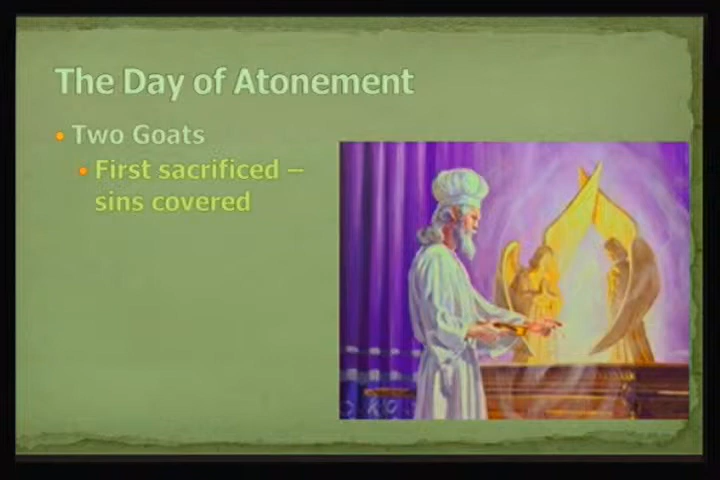 The Day of Atonement
Two Goats
First sacrificed –
sins covered